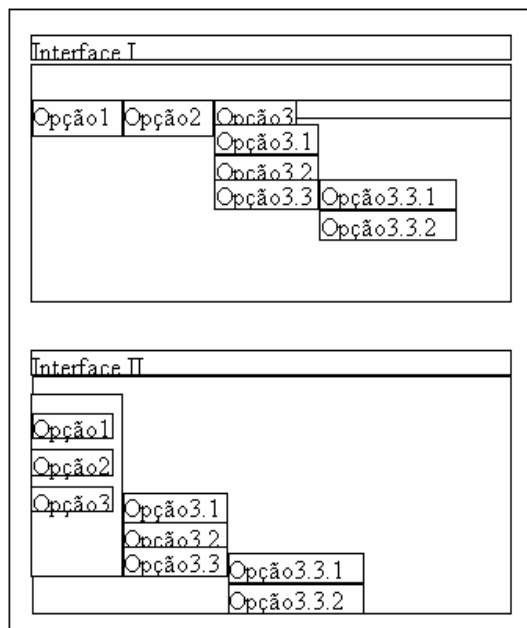 Interface I
Opção1 Opção2 Opção3
Opção3.1
Opção3.2
Opção3.3 Opção3.3.1
Opção3.3.2
Interface II
Opção1
Opção2
Opção3
Opção3.1
Opção3.2
Opção3.3
Opção3.3.1
Opção3.3.2